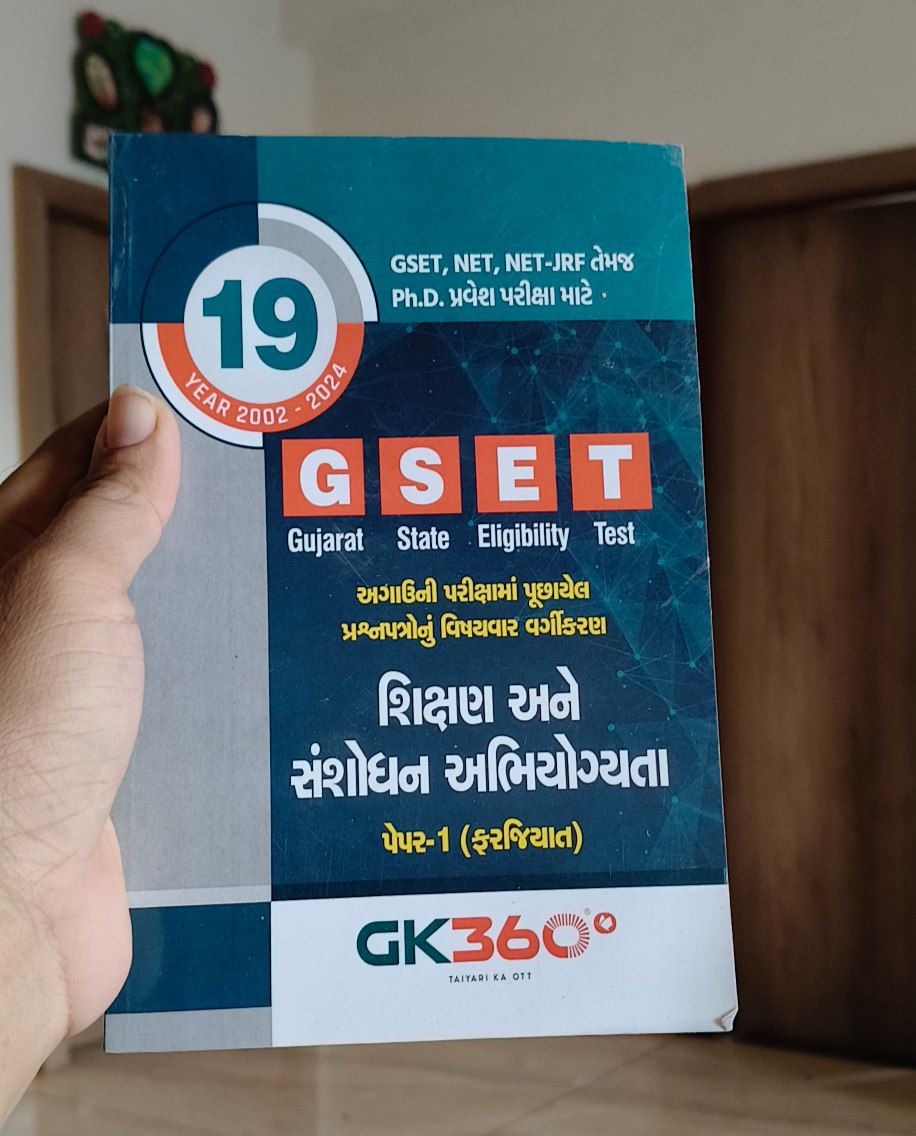 GSET, NET, NET-JRF તેમજ
Ph.D. પ્રવેશ પરીક્ષા માટે
19
YEAR 2002 - 2024
G S E T
Gujarat State Eligibility Test
અગાઉની પરીક્ષામાં પૂછાયેલ
પ્રશ્નપત્રોનું વિષયવાર વર્ગીકરણ
શિક્ષણ અને
સંશોધન અભિયોગ્યતા
પેપર-1 (ફરજિયાત)
GK360®
TAIYARI KA OTT